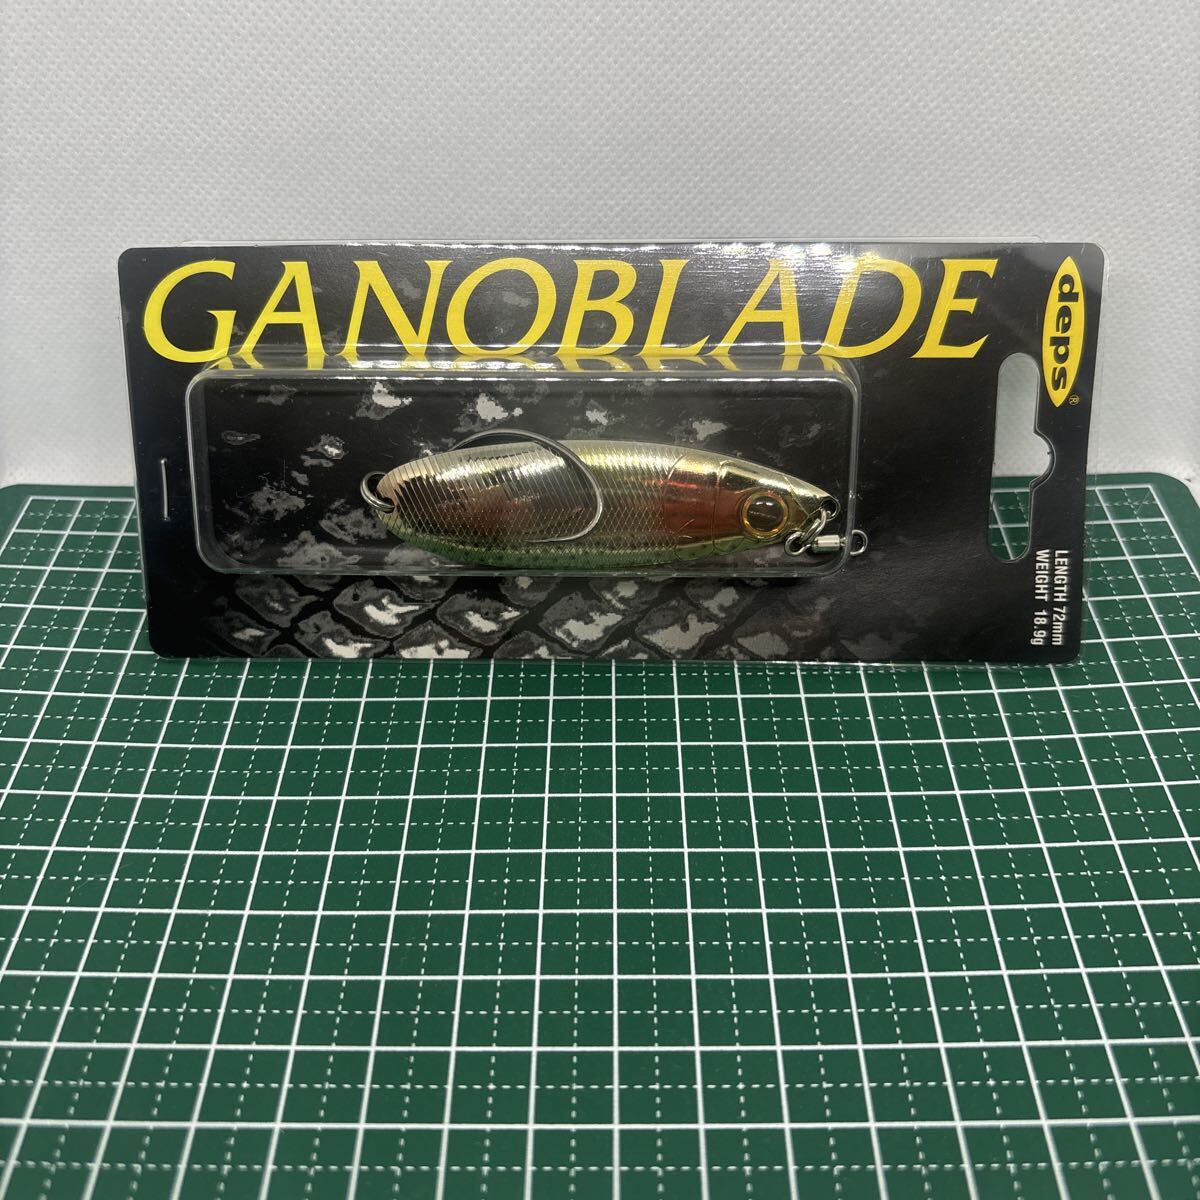 GANOBLADE
deps®
LENGTH 72mm
WEIGHT 18.9g